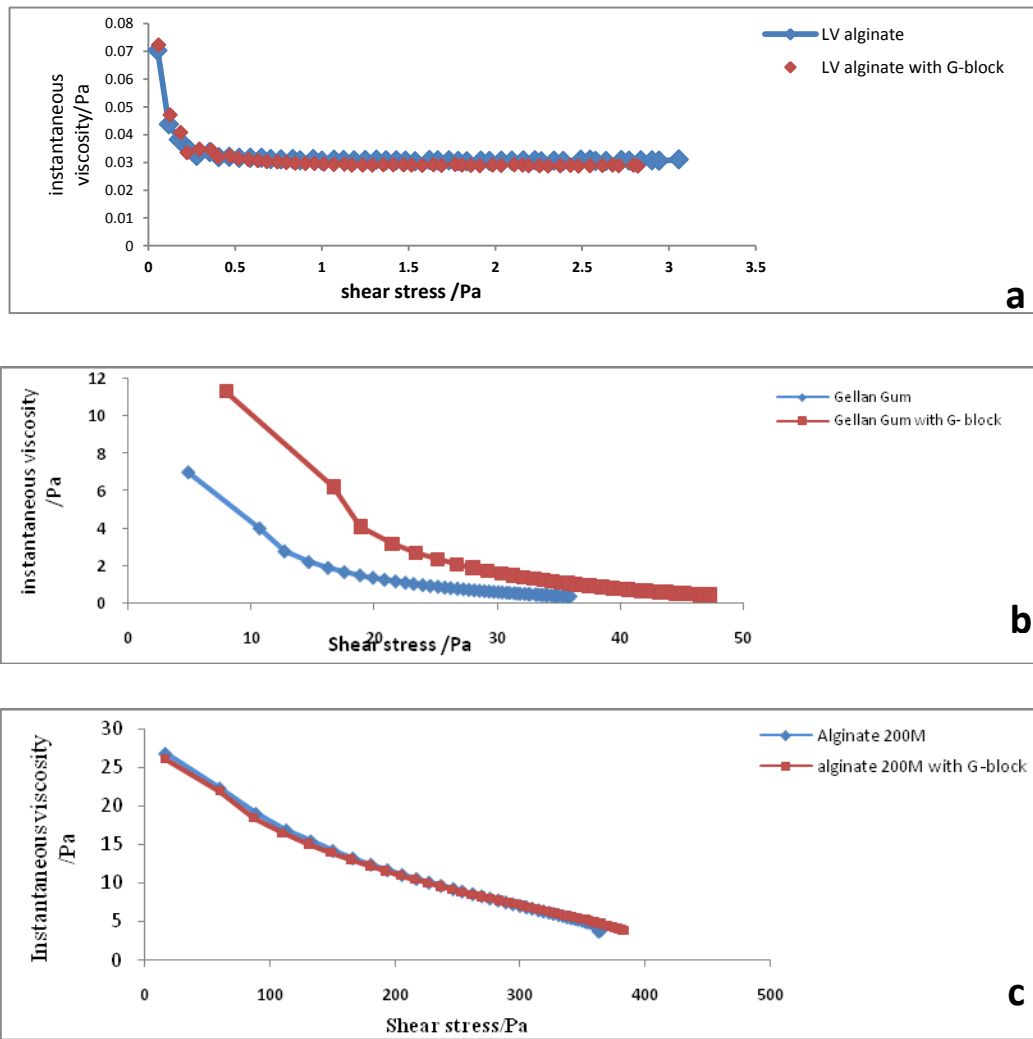 0.08
0.07
0.06
0.05
0.04
0.03
0.02
0.01
0
instantaneous
viscosity/Pa
0 0.5 1 1.5 2 2.5 3 3.5
shear stress /Pa
LV alginate
LV alginate with G-block
a
12
10
8
6
4
2
0
instantaneous viscosity
/Pa
0 10 20 30 40 50
Shear stress /Pa
Gellan Gum
Gellan Gum with G- block
b
30
25
20
15
10
5
0
Instantaneous viscosity
/Pa
0 100 200 300 400 500
Shear stress/Pa
Alginate 200M
alginate 200M with G-block
c